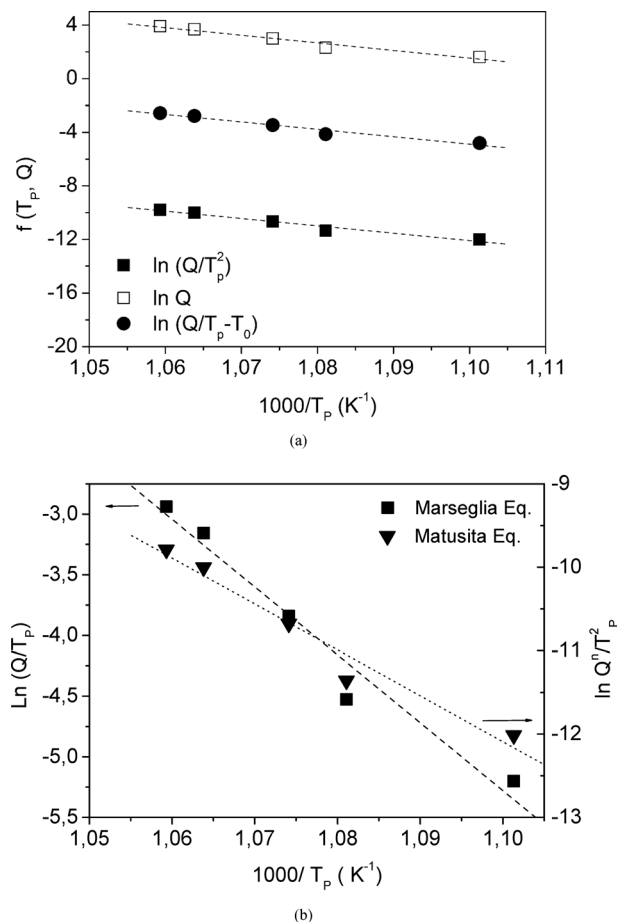 4
0
-4
-8
-12
-16
-20
f (T_P, Q)
ln (Q/T_p^2)
ln Q
ln (Q/T_p-T_0)
1,05 1,06 1,07 1,08 1,09 1,10 1,11
1000/T_P (K^-1)
(a)
-3,0
-3,5
-4,0
-4,5
-5,0
-5,5
Ln (Q/T_P)
Marseglia Eq.
Matusita Eq.
-9
-10
-11
-12
-13
ln Q^n/T^2_P
1,05 1,06 1,07 1,08 1,09 1,10
1000/ T_P ( K^-1)
(b)